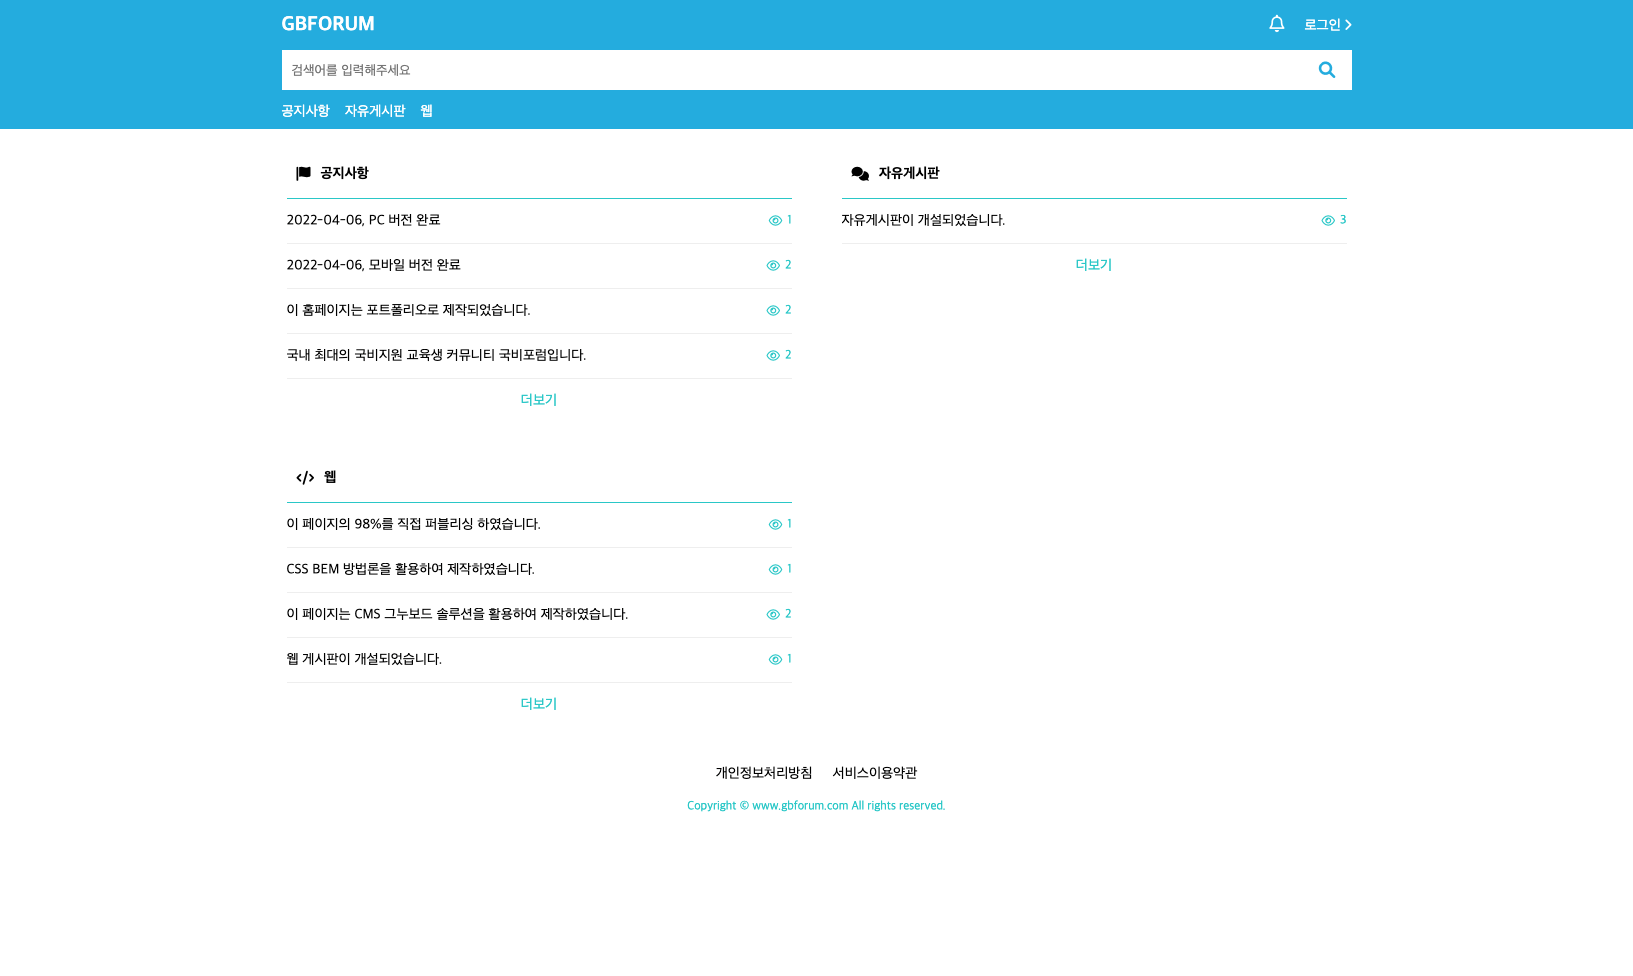 GBFORUM
로그인
검색어를 입력해주세요
공지사항 자유게시판 웹
공지사항
2022-04-06, PC 버전 완료 1
2022-04-06, 모바일 버전 완료 2
이 홈페이지는 포트폴리오로 제작되었습니다. 2
국내 최대의 국비지원 교육생 커뮤니티 국비포럼입니다. 2
더보기
자유게시판
자유게시판이 개설되었습니다. 3
더보기
웹
이 페이지의 98%를 직접 퍼블리싱 하였습니다. 1
CSS BEM 방법론을 활용하여 제작하였습니다. 1
이 페이지는 CMS 그누보드 솔루션을 활용하여 제작하였습니다. 2
웹 게시판이 개설되었습니다. 1
더보기
개인정보처리방침 서비스이용약관
Copyright © www.gbforum.com All rights reserved.